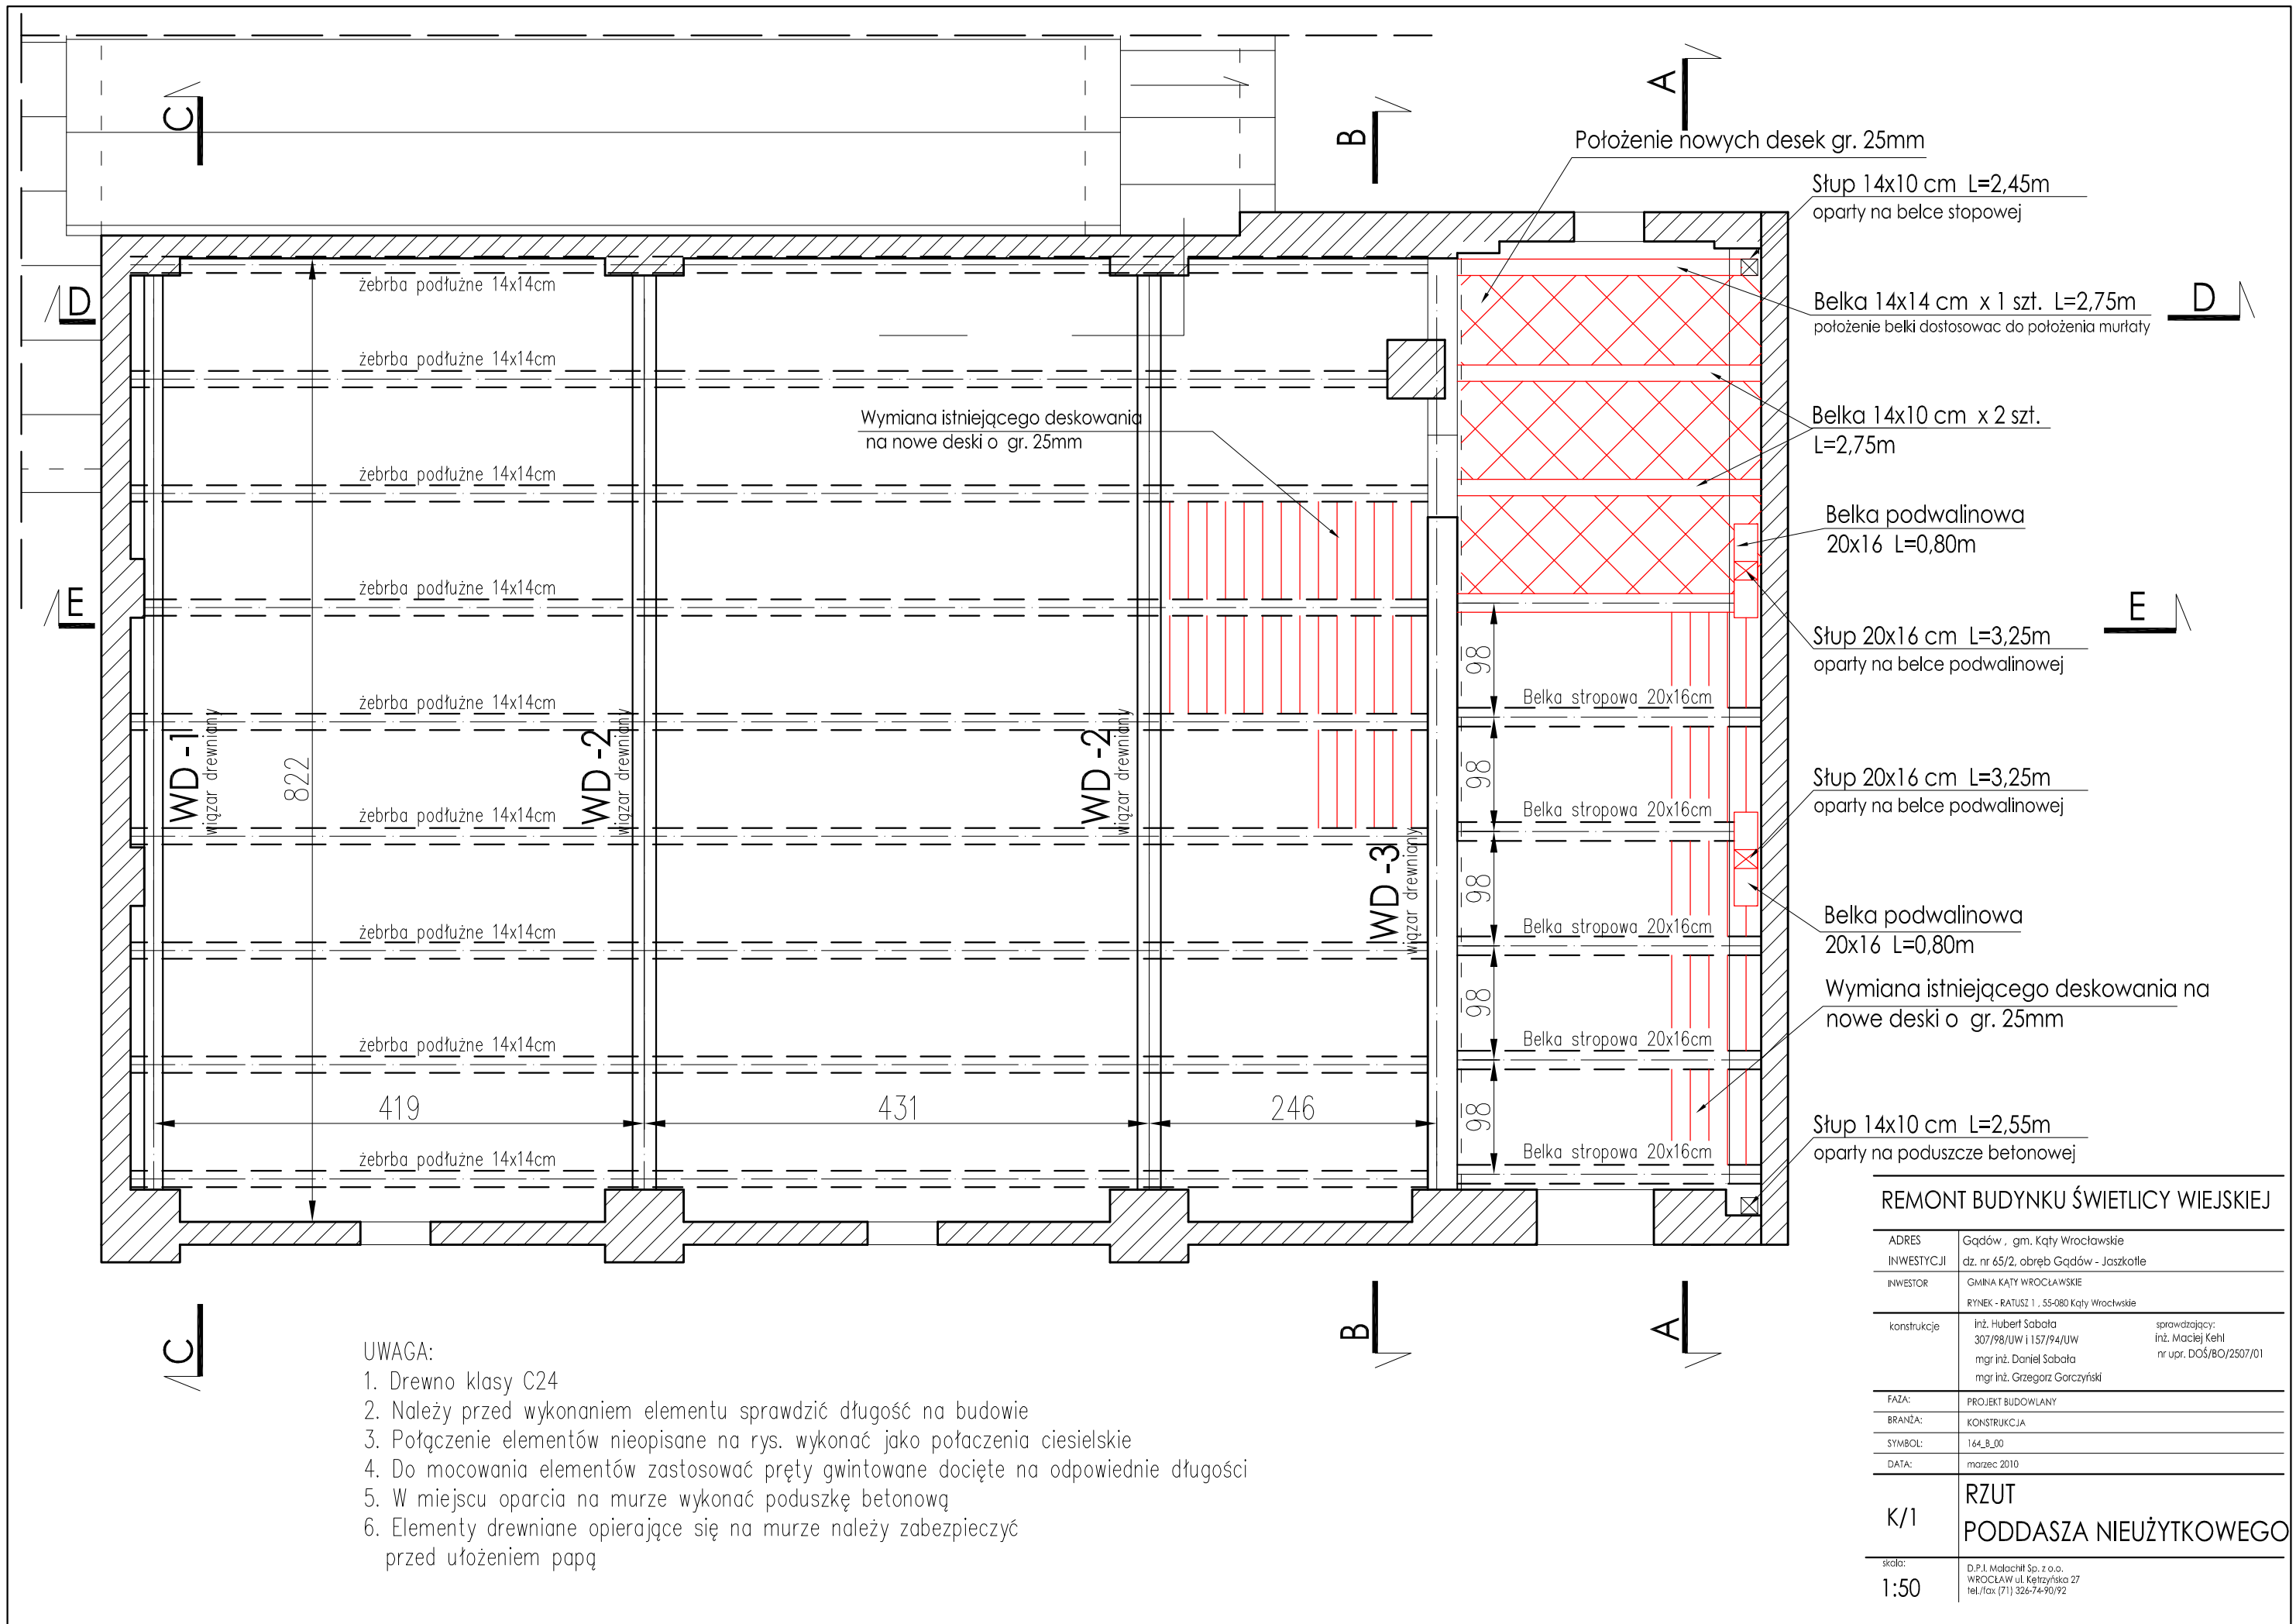 C
B
A
Położenie nowych desek gr. 25mm
Słup 14x10 cm L=2,45m
oparty na belce stopowej
D
żebrba podłużne 14x14cm
Belka 14x14 cm x 1 szt. L=2,75m
położenie belki dostosowac do położenia murłaty
D
żebrba podłużne 14x14cm
Wymiana istniejącego deskowania
na nowe deski o gr. 25mm
Belka 14x10 cm x 2 szt.
L=2,75m
żebrba podłużne 14x14cm
Belka podwalinowa
20x16 L=0,80m
E
żebrba podłużne 14x14cm
E
Słup 20x16 cm L=3,25m
oparty na belce podwalinowej
98
żebrba podłużne 14x14cm
Belka stropowa 20x16cm
WD -1
wiązar drewniany
822
WD -2
wiązar drewniany
WD -2
wiązar drewniany
98
Słup 20x16 cm L=3,25m
oparty na belce podwalinowej
żebrba podłużne 14x14cm
Belka stropowa 20x16cm
WD -3
wiązar drewniany
98
Belka podwalinowa
20x16 L=0,80m
żebrba podłużne 14x14cm
Belka stropowa 20x16cm
98
Wymiana istniejącego deskowania na
nowe deski o gr. 25mm
żebrba podłużne 14x14cm
Belka stropowa 20x16cm
419
431
246
98
Słup 14x10 cm L=2,55m
oparty na poduszcze betonowej
żebrba podłużne 14x14cm
Belka stropowa 20x16cm
C
B
A
UWAGA:
1. Drewno klasy C24
2. Należy przed wykonaniem elementu sprawdzić długość na budowie
3. Połączenie elementów nieopisane na rys. wykonać jako połaczenia ciesielskie
4. Do mocowania elementów zastosować pręty gwintowane docięte na odpowiednie długości
5. W miejscu oparcia na murze wykonać poduszkę betonową
6. Elementy drewniane opierające się na murze należy zabezpieczyć
przed ułożeniem papą
REMONT BUDYNKU ŚWIETLICY WIEJSKIEJ
ADRES
INWESTYCJI
Gądów , gm. Kąty Wrocławskie
dz. nr 65/2, obręb Gądów - Jaszkotle
INWESTOR
GMINA KĄTY WROCŁAWSKIE
RYNEK - RATUSZ 1 , 55-080 Kąty Wrocłwskie
konstrukcje
inż. Hubert Sabała
307/98/UW i 157/94/UW
mgr inż. Daniel Sabała
mgr inż. Grzegorz Gorczyński
sprawdzający:
inż. Maciej Kehl
nr upr. DOŚ/BO/2507/01
FAZA:
PROJEKT BUDOWLANY
BRANŻA:
KONSTRUKCJA
SYMBOL:
164_B_00
DATA:
marzec 2010
K/1
RZUT
PODDASZA NIEUŻYTKOWEGO
skala:
1:50
D.P.I. Malachit Sp. z o.o.
WROCŁAW ul. Kętrzyńska 27
tel./fax (71) 326-74-90/92